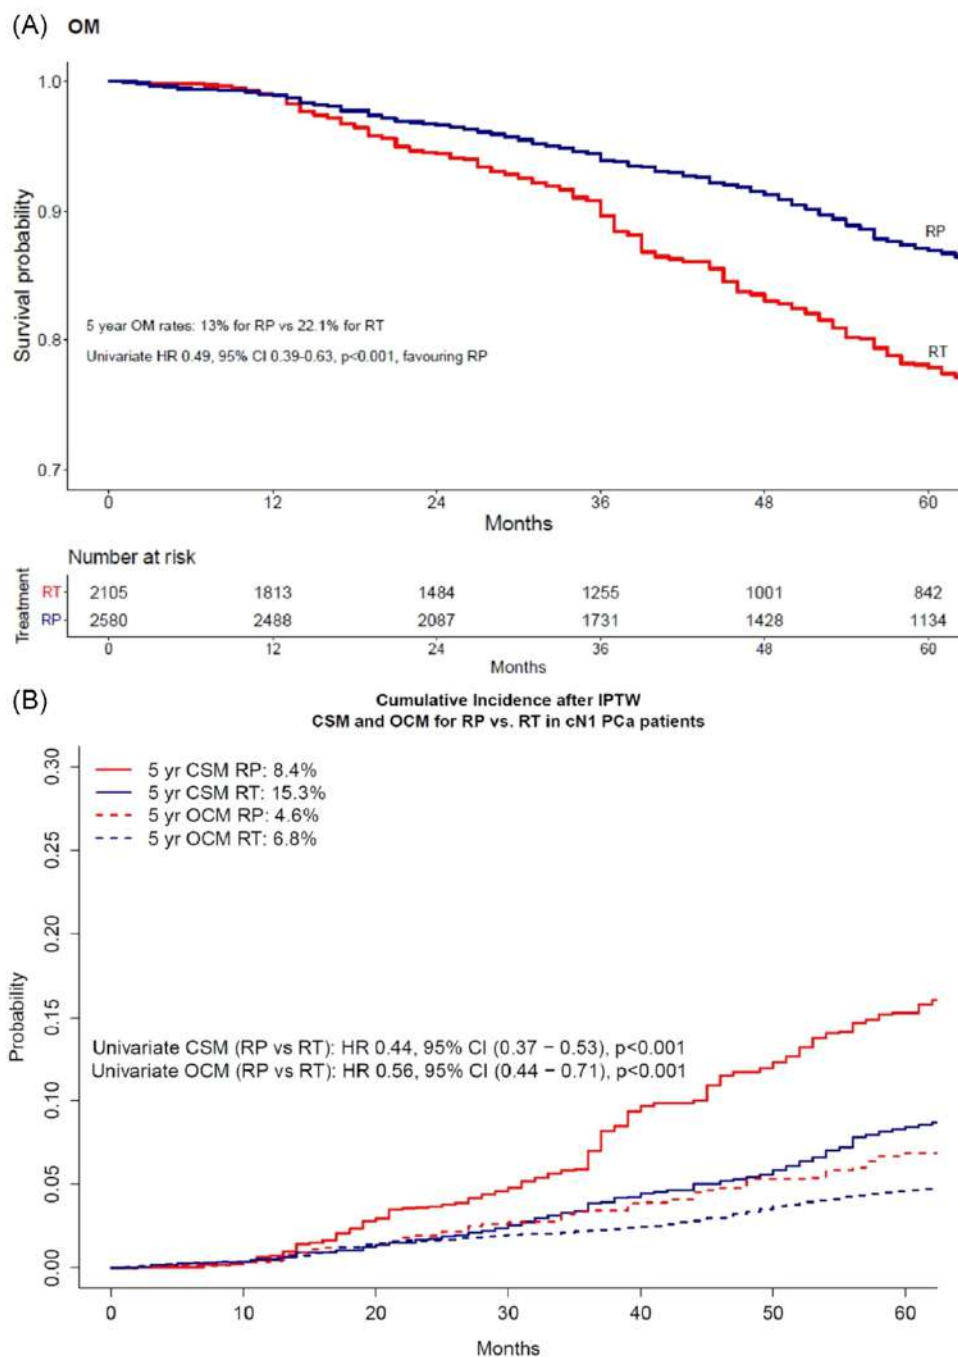 (A) OM
1.0
0.9
0.8
0.7
Survival probability
RP
RT
5 year OM rates: 13% for RP vs 22.1% for RT
Univariate HR 0.49, 95% CI 0.39-0.63, p<0.001, favouring RP
0 12 24 36 48 60
Months
Number at risk
Treatment
RT 2105 1813 1484 1255 1001 842
RP 2580 2488 2087 1731 1428 1134
0 12 24 36 48 60
Months
(B) Cumulative Incidence after IPTW
CSM and OCM for RP vs. RT in cN1 PCa patients
5 yr CSM RP: 8.4%
5 yr CSM RT: 15.3%
5 yr OCM RP: 4.6%
5 yr OCM RT: 6.8%
0.30
0.25
0.20
0.15
0.10
0.05
0.00
Probability
Univariate CSM (RP vs RT): HR 0.44, 95% CI (0.37 − 0.53), p<0.001
Univariate OCM (RP vs RT): HR 0.56, 95% CI (0.44 − 0.71), p<0.001
0 10 20 30 40 50 60
Months